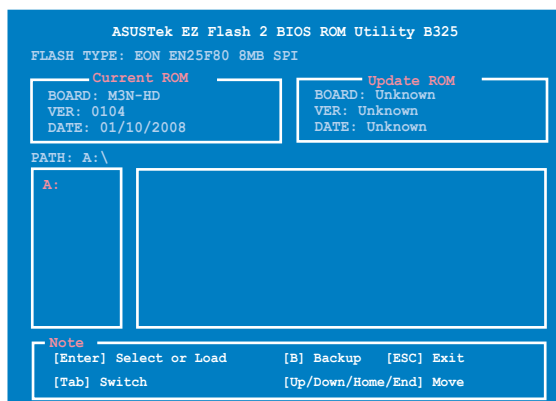 ASUSTek EZ Flash 2 BIOS ROM Utility B325
FLASH TYPE: EON EN25F80 8MB SPI
Current ROM
BOARD: M3N-HD
VER: 0104
DATE: 01/10/2008
Update ROM
BOARD: Unknown
VER: Unknown
DATE: Unknown
PATH: A:\
A:
Note
[Enter] Select or Load [B] Backup [ESC] Exit
[Tab] Switch [Up/Down/Home/End] Move